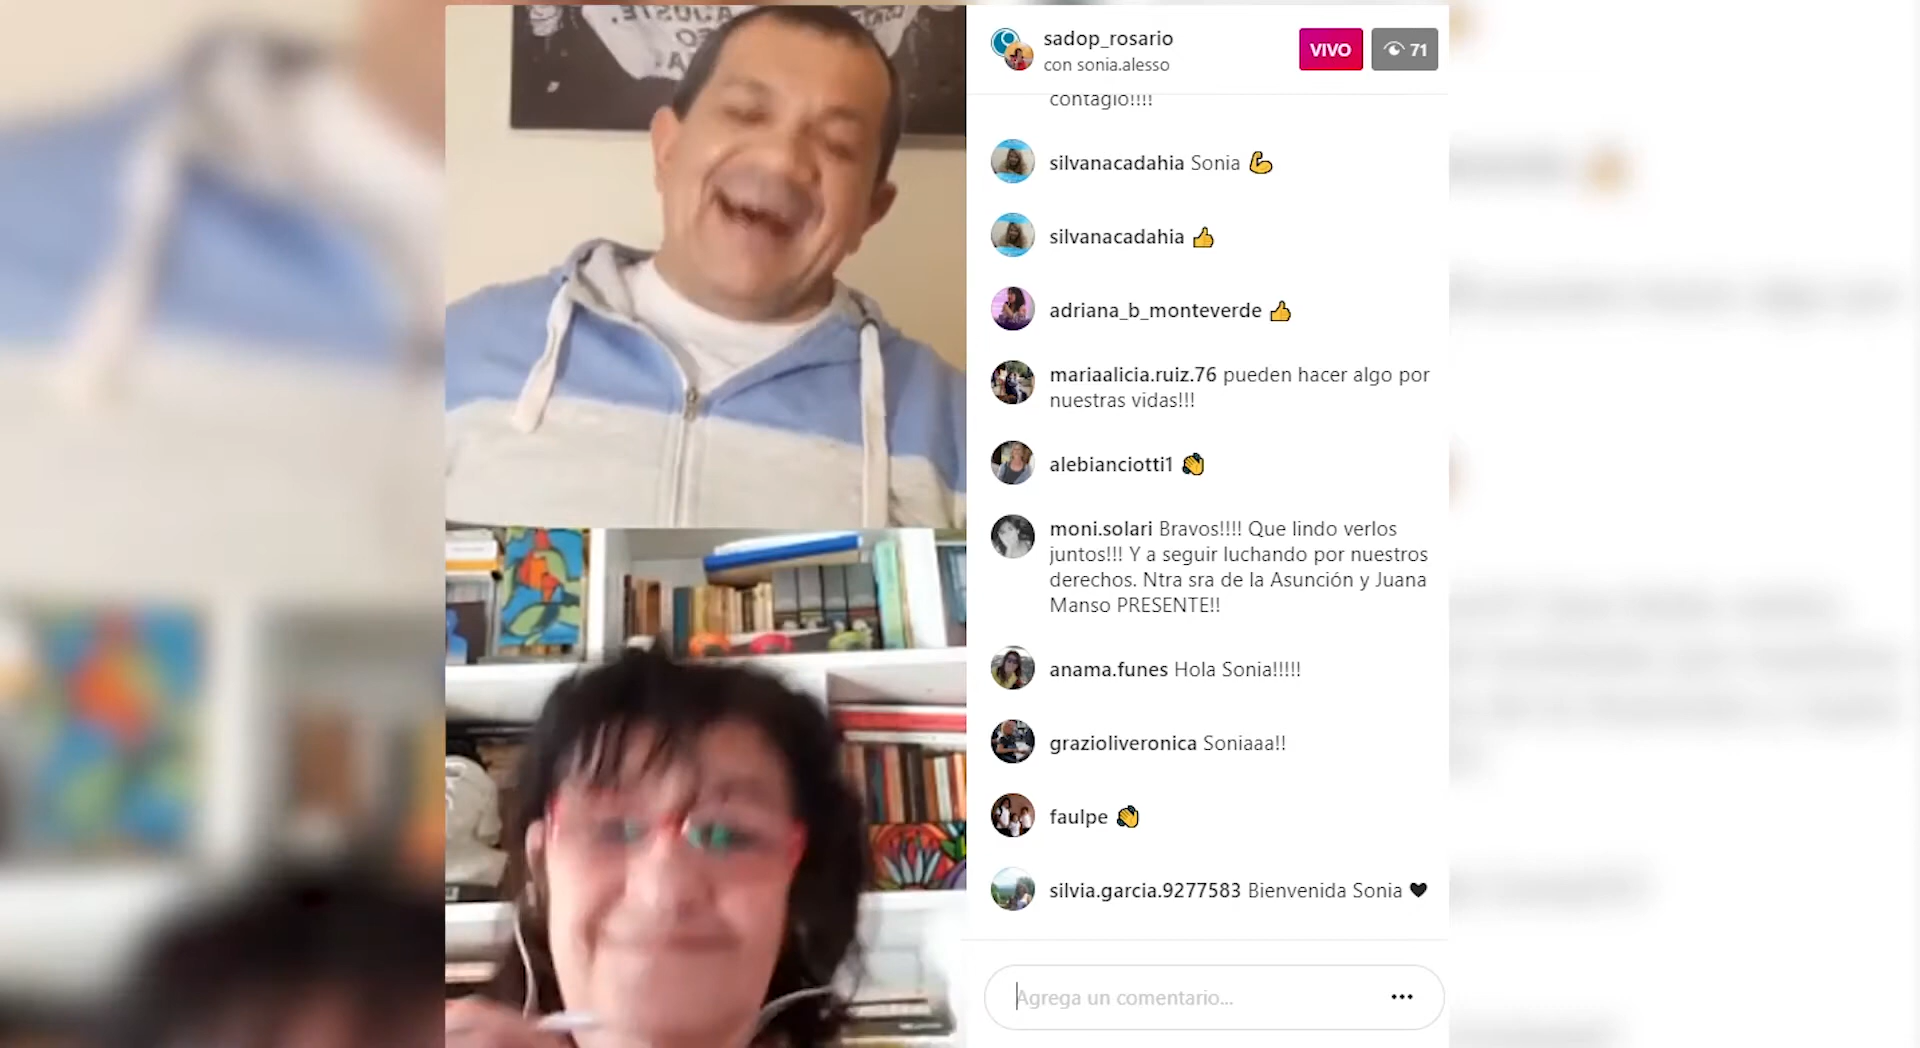 sadop_rosario
con sonia.alesso
VIVO
71
contagio!!!!
silvanacadahia Sonia 💪
silvanacadahia 👍
adriana_b_monteverde 👍
mariaalicia.ruiz.76 pueden hacer algo por
nuestras vidas!!!
alebianciotti1 👏
moni.solari Bravos!!!! Que lindo verlos
juntos!!! Y a seguir luchando por nuestros
derechos. Ntra sra de la Asunción y Juana
Manso PRESENTE!!
anama.funes Hola Sonia!!!!!
grazioliveronica Soniaaa!!
faulpe 👏
silvia.garcia.9277583 Bienvenida Sonia 🖤
Agrega un comentario...